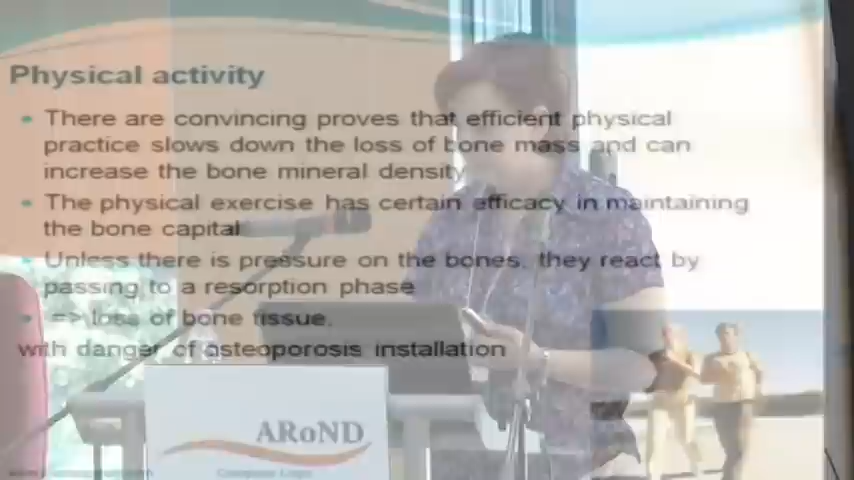 Physical activity
There are convincing proves that efficient physical
practice slows down the loss of bone mass and can
increase the bone mineral density
The physical exercise has certain efficacy in maintaining
the bone capital
Unless there is pressure on the bones, they react by
passing to a resorption phase
=> loss of bone tissue.
with danger of osteoporosis installation
ARoND
Company Logo